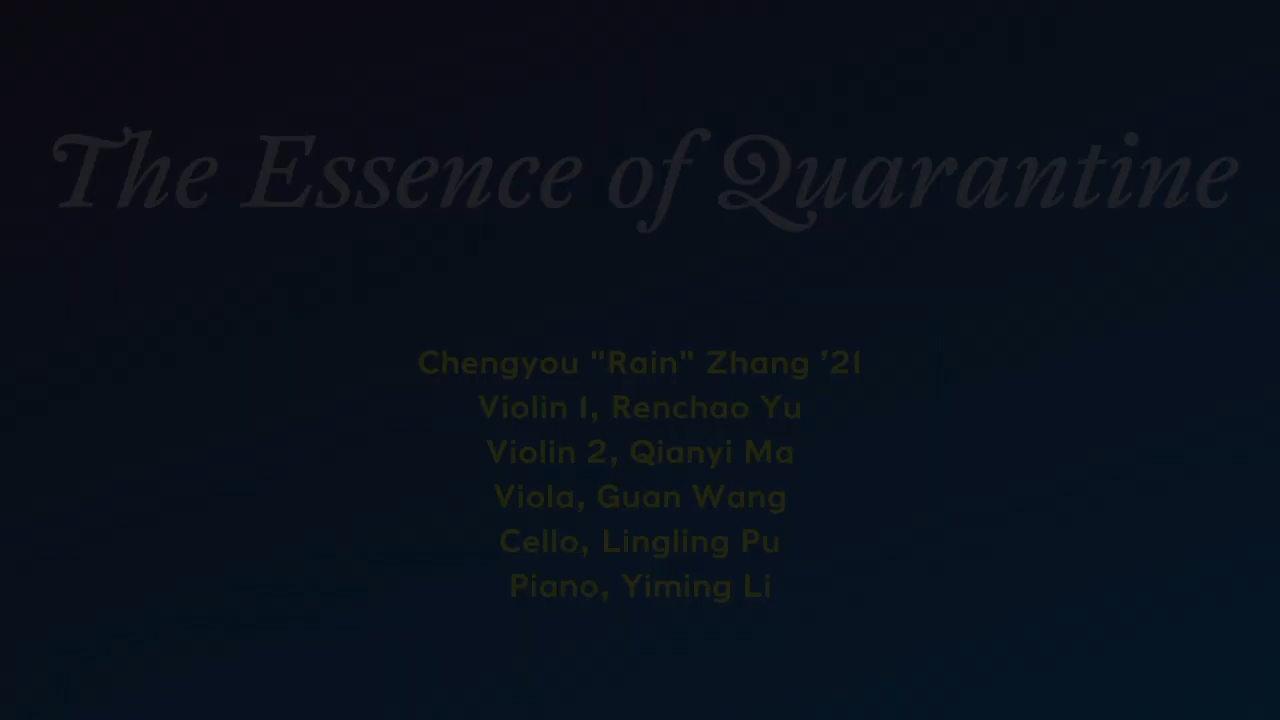 The Essence of Quarantine
Chengyou "Rain" Zhang ’21
Violin 1, Renchao Yu
Violin 2, Qianyi Ma
Viola, Guan Wang
Cello, Lingling Pu
Piano, Yiming Li